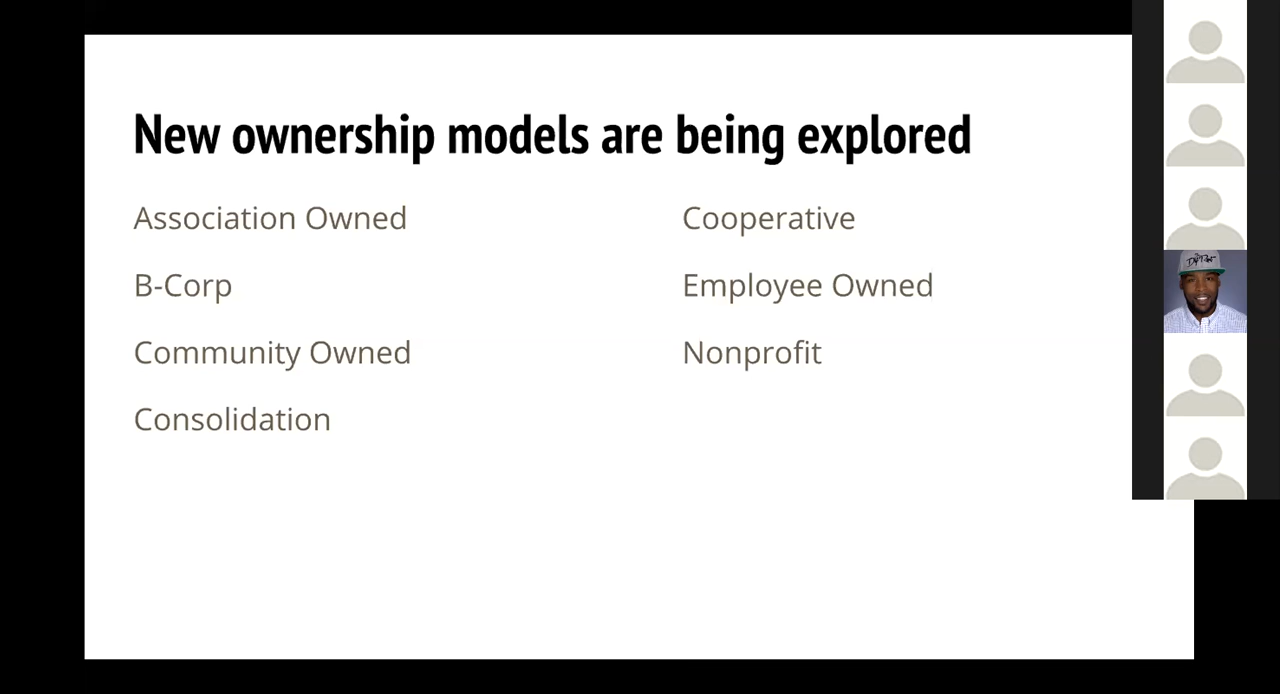 New ownership models are being explored
Association Owned
B-Corp
Community Owned
Consolidation
Cooperative
Employee Owned
Nonprofit